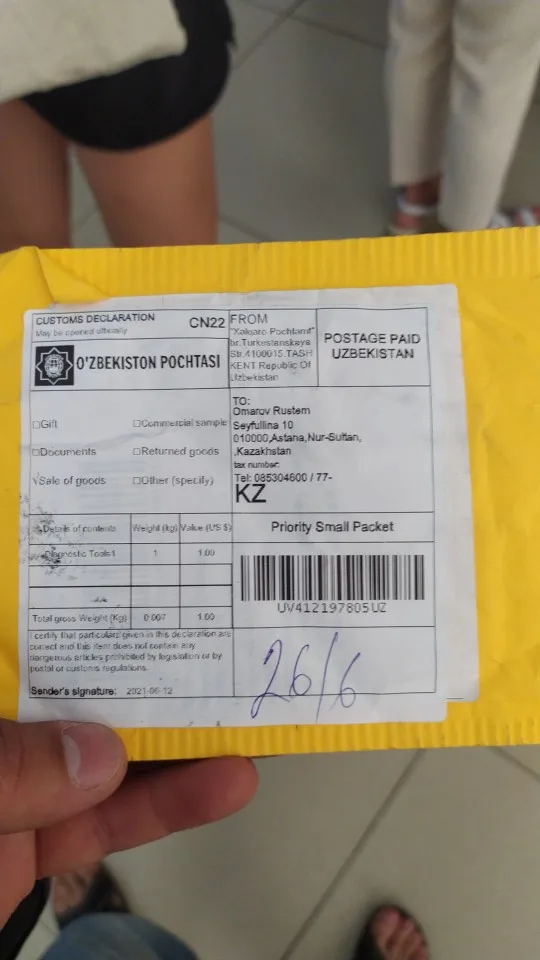 CUSTOMS DECLARATION
May be opened officially
CN22
O'ZBEKISTON POCHTASI
FROM
"Xalqaro Pochtamt"
br.Turkestanskaya
Str.4100015.TASH
KENT Republic Of
Uzbekistan
POSTAGE PAID
UZBEKISTAN
□Gift □Commercial sample
□Documents □Returned goods
√Sale of goods □Other (specify)
TO:
Omarov Rustem
Seyfullina 10
010000,Astana,Nur-Sultan,
,Kazakhstan
tax number:
Tel: 085304600 / 77-
KZ
Details of contents Weight (kg) Value (US $)
Diagnostic Tools1 1 1.00
Total gross Weight (Kg) 0.067 1.00
Priority Small Packet
UV412197805UZ
I certify that particulars given in this declaration are
correct and this item does not contain any
dangerous articles prohibited by legislation or by
postal or customs regulations.
Sender's signature: 2021-06-12
26/6